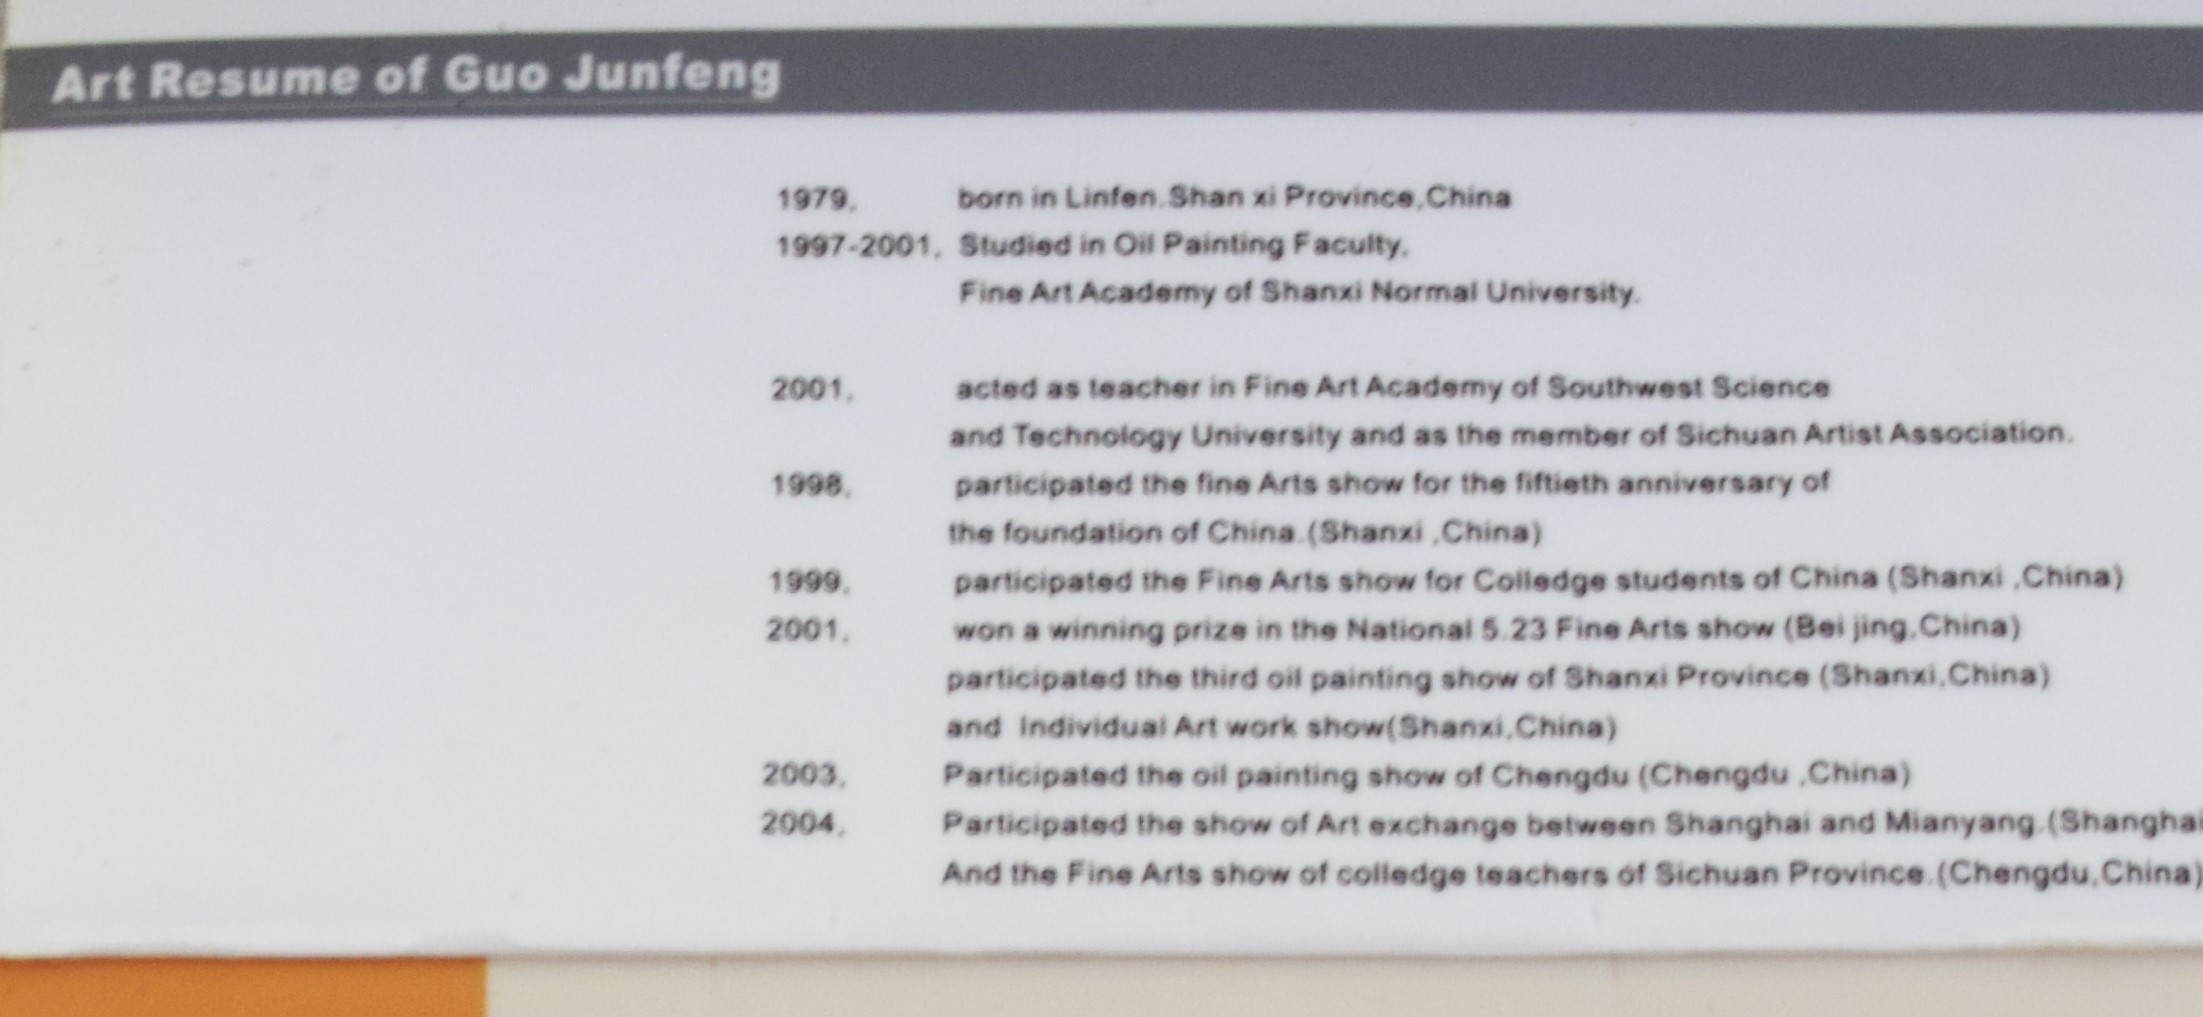 Art Resume of Guo Junfeng
1979, born in Linfen.Shan xi Province,China
1997-2001, Studied in Oil Painting Faculty,
Fine Art Academy of Shanxi Normal University.
2001, acted as teacher in Fine Art Academy of Southwest Science
and Technology University and as the member of Sichuan Artist Association.
1998, participated the fine Arts show for the fiftieth anniversary of
the foundation of China.(Shanxi ,China)
1999, participated the Fine Arts show for Colledge students of China (Shanxi ,China)
2001, won a winning prize in the National 5.23 Fine Arts show (Bei jing,China)
participated the third oil painting show of Shanxi Province (Shanxi,China)
and Individual Art work show(Shanxi,China)
2003, Participated the oil painting show of Chengdu (Chengdu ,China)
2004, Participated the show of Art exchange between Shanghai and Mianyang.(Shanghai
And the Fine Arts show of colledge teachers of Sichuan Province.(Chengdu,China)